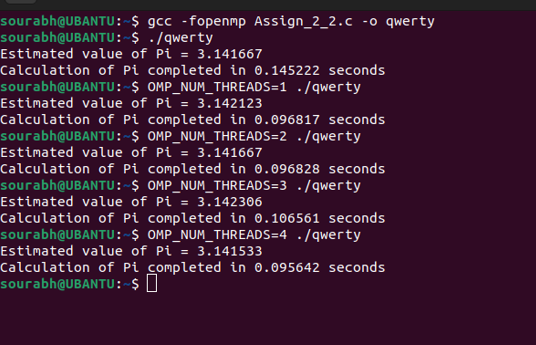 sourabh@UBANTU:~$ gcc -fopenmp Assign_2_2.c -o qwerty
sourabh@UBANTU:~$ ./qwerty
Estimated value of Pi = 3.141667
Calculation of Pi completed in 0.145222 seconds
sourabh@UBANTU:~$ OMP_NUM_THREADS=1 ./qwerty
Estimated value of Pi = 3.142123
Calculation of Pi completed in 0.096817 seconds
sourabh@UBANTU:~$ OMP_NUM_THREADS=2 ./qwerty
Estimated value of Pi = 3.141667
Calculation of Pi completed in 0.096828 seconds
sourabh@UBANTU:~$ OMP_NUM_THREADS=3 ./qwerty
Estimated value of Pi = 3.142306
Calculation of Pi completed in 0.106561 seconds
sourabh@UBANTU:~$ OMP_NUM_THREADS=4 ./qwerty
Estimated value of Pi = 3.141533
Calculation of Pi completed in 0.095642 seconds
sourabh@UBANTU:~$